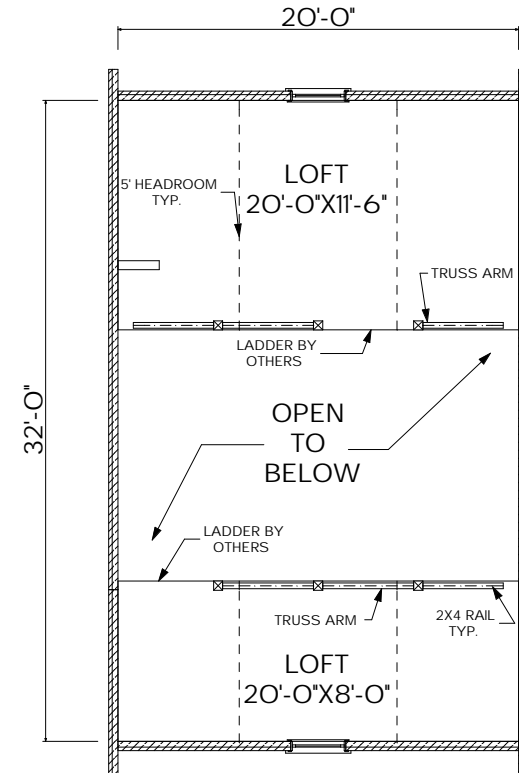 20'-0"
LOFT
20'-0"X11'-6"
5' HEADROOM
TYP.
TRUSS ARM
LADDER BY
OTHERS
32'-0"
OPEN
TO
BELOW
LADDER BY
OTHERS
TRUSS ARM
2X4 RAIL
TYP.
LOFT
20'-0"X8'-0"